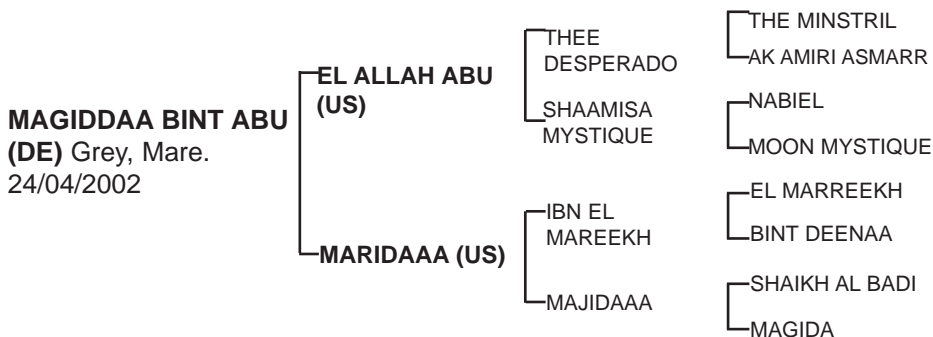 MAGIDDAA BINT ABU
(DE) Grey, Mare.
24/04/2002
EL ALLAH ABU
(US)
MARIDAAA (US)
THEE
DESPERADO
SHAAMISA
MYSTIQUE
IBN EL
MAREEKH
MAJIDAAA
THE MINSTRIL
AK AMIRI ASMARR
NABIEL
MOON MYSTIQUE
EL MARREEKH
BINT DEENAA
SHAIKH AL BADI
MAGIDA